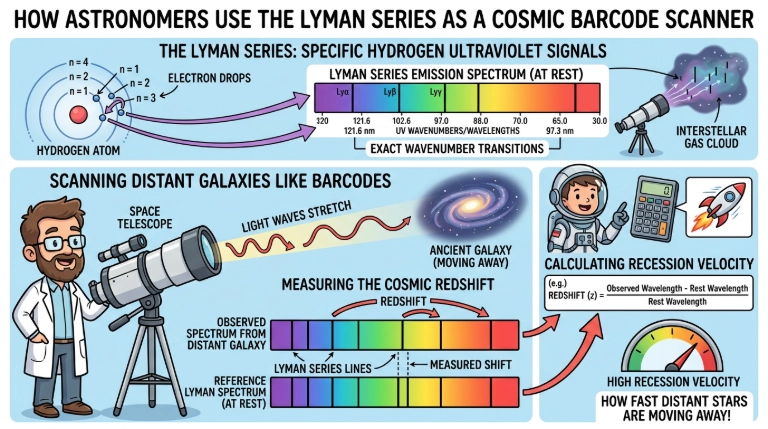 HOW ASTRONOMERS USE THE LYMAN SERIES AS A COSMIC BARCODE SCANNER
THE LYMAN SERIES: SPECIFIC HYDROGEN ULTRAVIOLET SIGNALS
n = 4
n = 2
n = 1
n = 1
n = 2
n = 3
ELECTRON DROPS
HYDROGEN ATOM
LYMAN SERIES EMISSION SPECTRUM (AT REST)
Lyα Lyβ Lyγ
320 121.6 102.6 97.0 88.0 70.0 65.0 30.0
121.6 nm UV WAVENUMBERS/WAVELENGTHS 97.3 nm
EXACT WAVENUMBER TRANSITIONS
INTERSTELLAR
GAS CLOUD
SCANNING DISTANT GALAXIES LIKE BARCODES
SPACE
TELESCOPE
LIGHT WAVES STRETCH
ANCIENT GALAXY
(MOVING AWAY)
MEASURING THE COSMIC REDSHIFT
REDSHIFT
OBSERVED
SPECTRUM FROM
DISTANT GALAXY
LYMAN SERIES LINES
MEASURED SHIFT
REFERENCE
LYMAN SPECTRUM
(AT REST)
0
CALCULATING RECESSION VELOCITY
(e.g.)
REDSHIFT (z) = Observed Wavelength - Rest Wavelength
Rest Wavelength
HIGH RECESSION VELOCITY
HOW FAST DISTANT STARS
ARE MOVING AWAY!